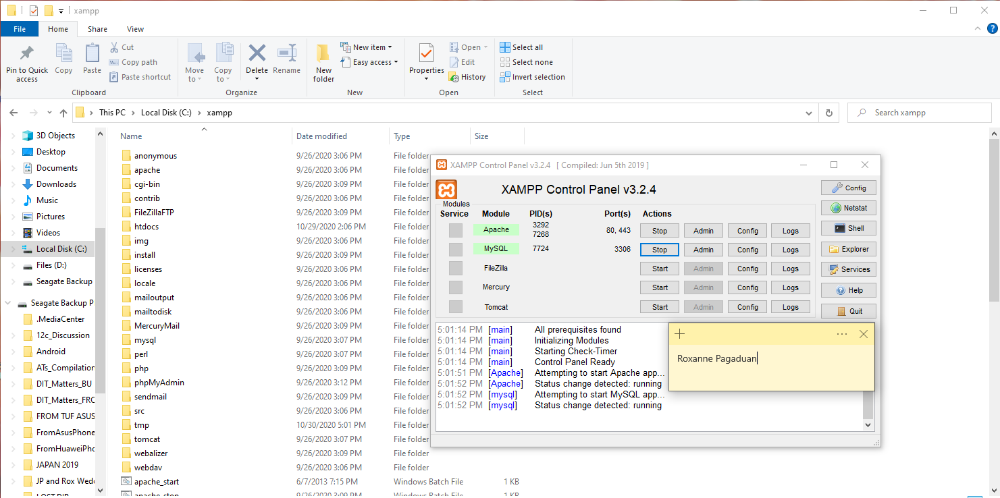 xampp
File Home Share View
Pin to Quick access
Copy
Paste
Cut
Copy path
Paste shortcut
Clipboard
Move to
Copy to
Delete
Rename
Organize
New folder
New item
Easy access
New
Properties
Open
Edit
History
Open
Select all
Select none
Invert selection
Select
This PC > Local Disk (C:) > xampp
Search xampp
3D Objects
Desktop
Documents
Downloads
Music
Pictures
Videos
Local Disk (C:)
Files (D:)
Seagate Backup
Seagate Backup P
.MediaCenter
12c_Discussion
Android
ATs_Compilation
DIT_Matters_BU
DIT_Matters_FRC
FROM TUF ASUS
FromAsusPhone
FromHuaweiPho
JAPAN 2019
JP and Rox Wedd
Name Date modified Type Size
anonymous 9/26/2020 3:06 PM File folder
apache 9/26/2020 3:06 PM File folder
cgi-bin 9/26/2020 3:09 PM File folder
contrib 9/26/2020 3:06 PM File folder
FileZillaFTP 9/26/2020 3:09 PM File folder
htdocs 10/29/2020 2:06 PM File folder
img 9/26/2020 3:06 PM File folder
install 9/26/2020 3:09 PM File folder
licenses 9/26/2020 3:06 PM File folder
locale 9/26/2020 3:06 PM File folder
mailoutput 9/26/2020 3:06 PM File folder
mailtodisk 9/26/2020 3:06 PM File folder
MercuryMail 9/26/2020 3:09 PM File folder
mysql 9/26/2020 3:07 PM File folder
perl 9/26/2020 3:07 PM File folder
php 9/26/2020 3:09 PM File folder
phpMyAdmin 9/26/2020 3:12 PM File folder
sendmail 9/26/2020 3:09 PM File folder
src 9/26/2020 3:06 PM File folder
tmp 10/30/2020 5:01 PM File folder
tomcat 9/26/2020 3:07 PM File folder
webalizer 9/26/2020 3:06 PM File folder
webdav 9/26/2020 3:06 PM File folder
apache_start 6/7/2013 7:15 PM Windows Batch File 1 KB
apache_stop 9/26/2020 3:09 PM Windows Batch File 1 KB
XAMPP Control Panel v3.2.4 [ Compiled: Jun 5th 2019 ]
XAMPP Control Panel v3.2.4
Modules
Service Module PID(s) Port(s) Actions
Apache 3292 7268 80, 443 Stop Admin Config Logs
MySQL 7724 3306 Stop Admin Config Logs
FileZilla Start Admin Config Logs
Mercury Start Admin Config Logs
Tomcat Start Admin Config Logs
Config
Netstat
Shell
Explorer
Services
Help
Quit
5:01:14 PM [main] All prerequisites found
5:01:14 PM [main] Initializing Modules
5:01:14 PM [main] Starting Check-Timer
5:01:14 PM [main] Control Panel Ready
5:01:51 PM [Apache] Attempting to start Apache app...
5:01:52 PM [Apache] Status change detected: running
5:01:52 PM [mysql] Attempting to start MySQL app...
5:01:52 PM [mysql] Status change detected: running
Roxanne Pagaduan